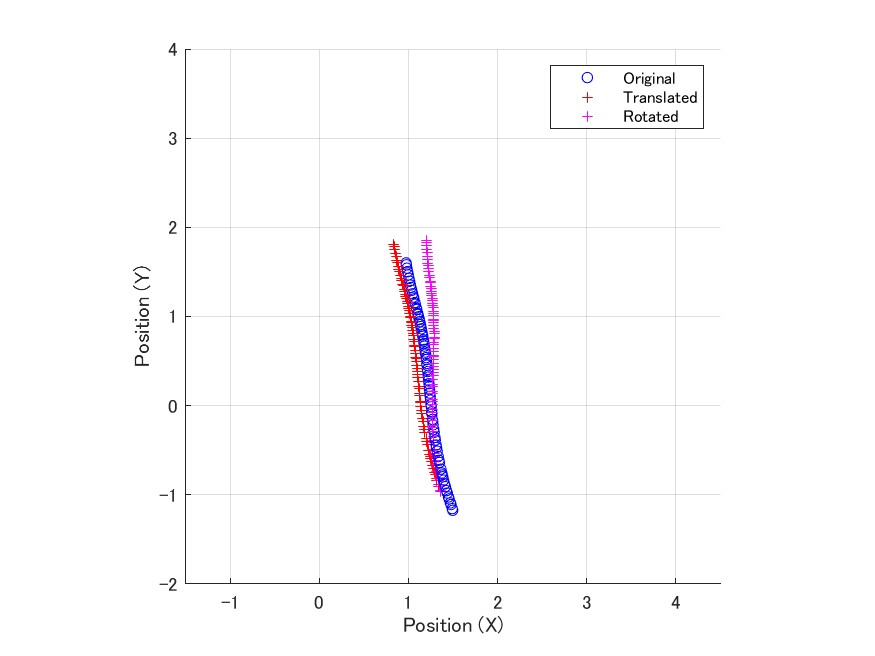 4
3
2
1
0
−1
−2
−1
0
1
2
3
4
Position (X)
Position (Y)
Original
Translated
Rotated